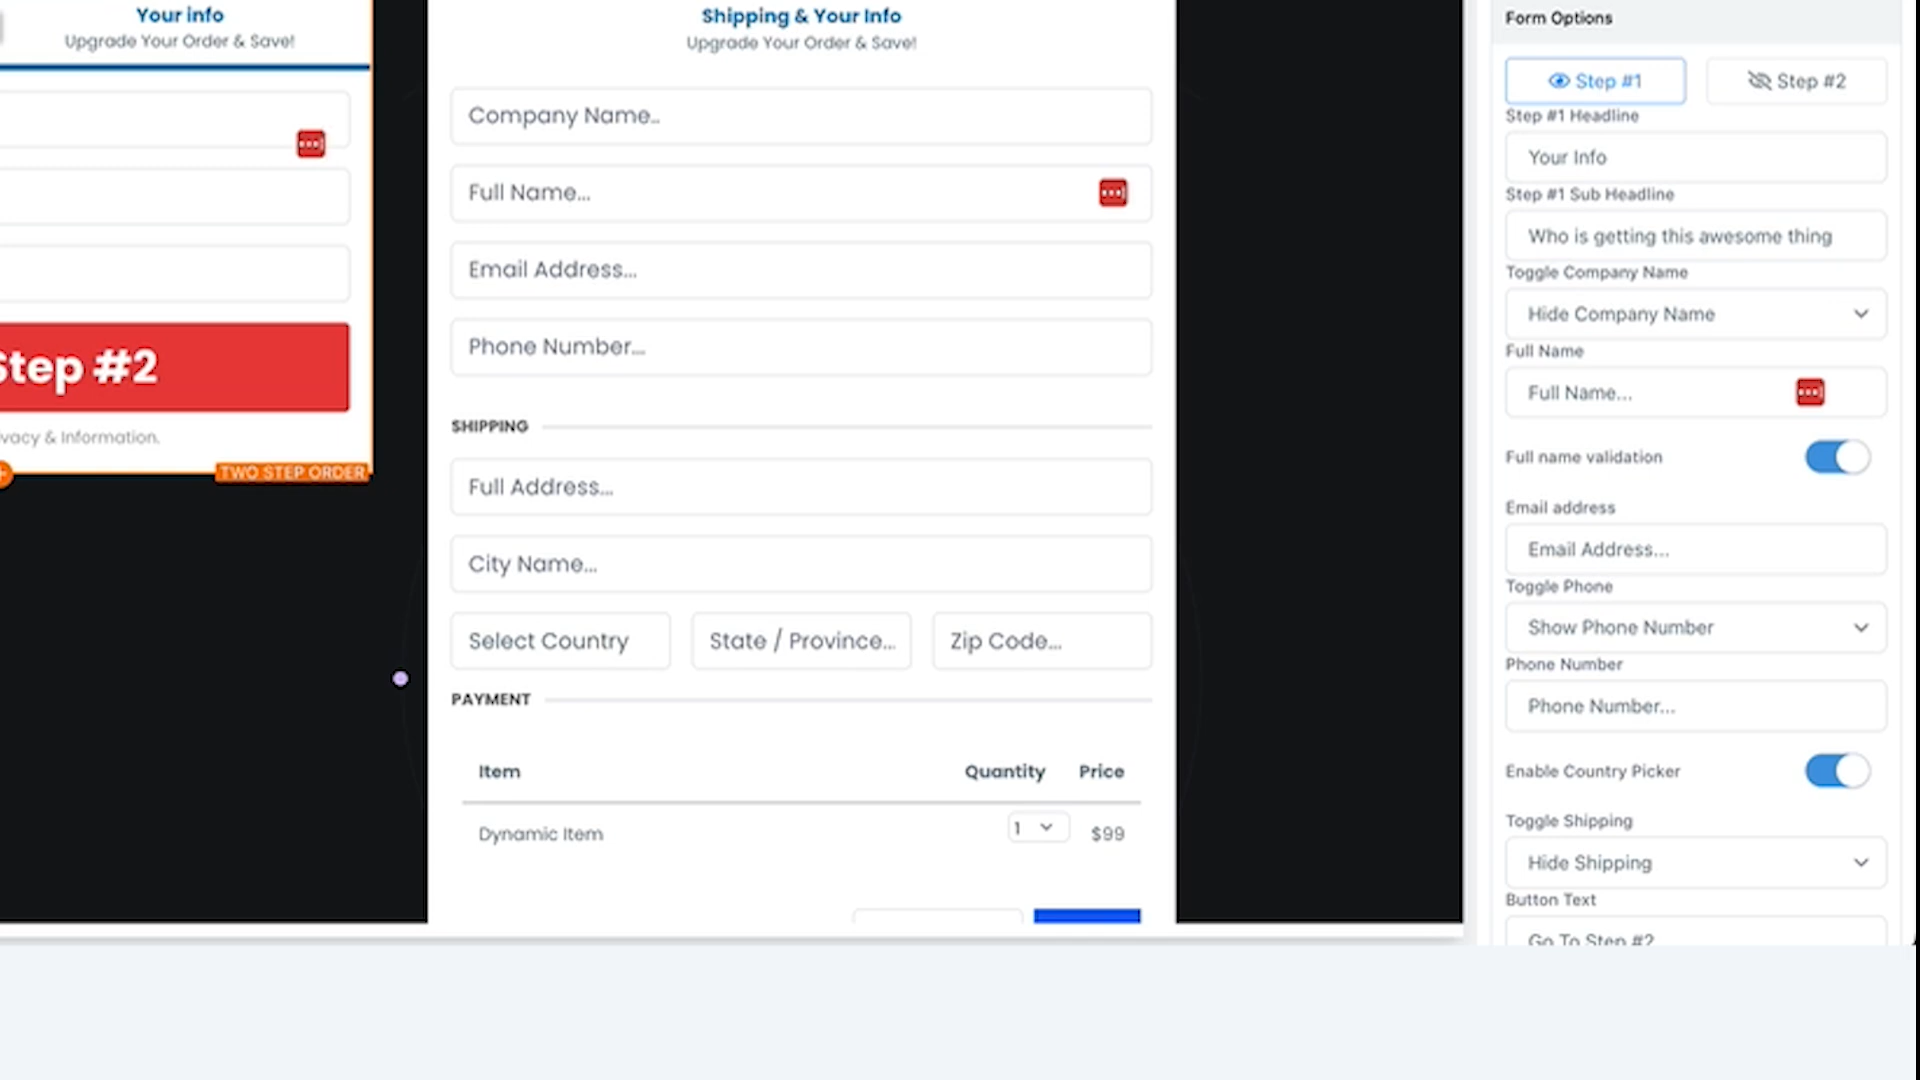 Your info
Upgrade Your Order & Save!
Step #2
vacy & Information.
TWO STEP ORDER
Shipping & Your Info
Upgrade Your Order & Save!
Company Name..
Full Name...
Email Address...
Phone Number...
SHIPPING
Full Address...
City Name...
Select Country
State / Province...
Zip Code...
PAYMENT
Item Quantity Price
Dynamic Item 1 $99
Form Options
Step #1
Step #2
Step #1 Headline
Your Info
Step #1 Sub Headline
Who is getting this awesome thing
Toggle Company Name
Hide Company Name
Full Name
Full Name...
Full name validation
Email address
Email Address...
Toggle Phone
Show Phone Number
Phone Number
Phone Number...
Enable Country Picker
Toggle Shipping
Hide Shipping
Button Text
Go To Step #2